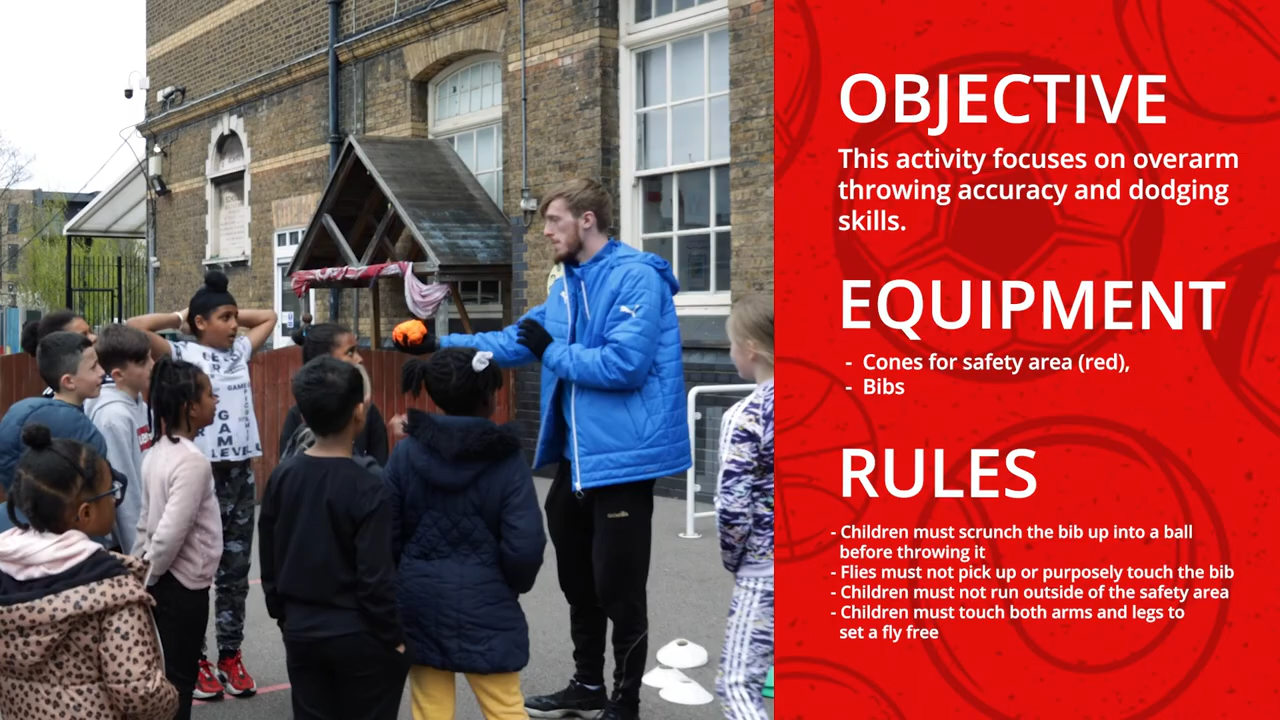 OBJECTIVE
This activity focuses on overarm
throwing accuracy and dodging
skills.
EQUIPMENT
- Cones for safety area (red),
- Bibs
RULES
- Children must scrunch the bib up into a ball
before throwing it
- Flies must not pick up or purposely touch the bib
- Children must not run outside of the safety area
- Children must touch both arms and legs to
set a fly free
GAME
LEVEL